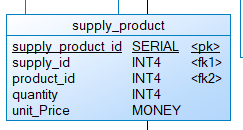 supply_product
supply_product_id SERIAL <pk>
supply_id INT4 <fk1>
product_id INT4 <fk2>
quantity INT4
unit_Price MONEY